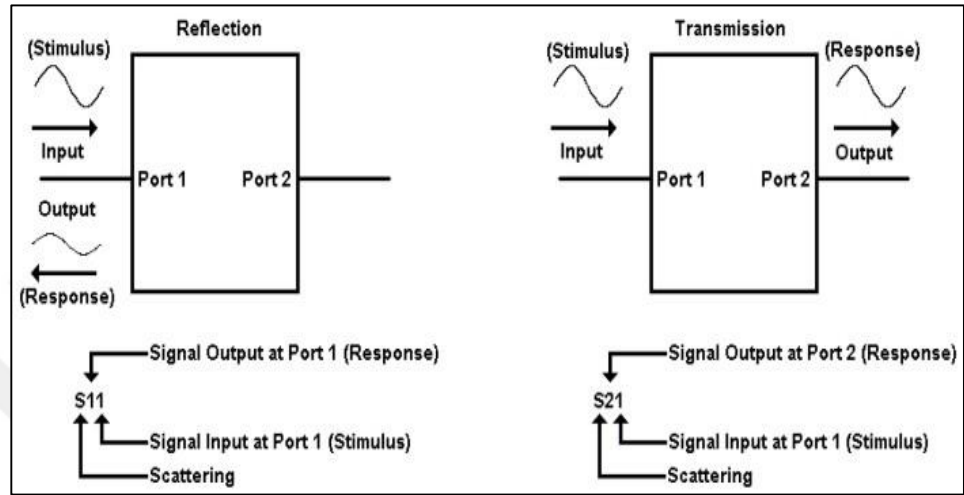 Reflection
(Stimulus)
Input
Port 1 Port 2
Output
(Response)
Signal Output at Port 1 (Response)
S11
Signal Input at Port 1 (Stimulus)
Scattering
Transmission
(Stimulus) (Response)
Input Output
Port 1 Port 2
Signal Output at Port 2 (Response)
S21
Signal Input at Port 1 (Stimulus)
Scattering